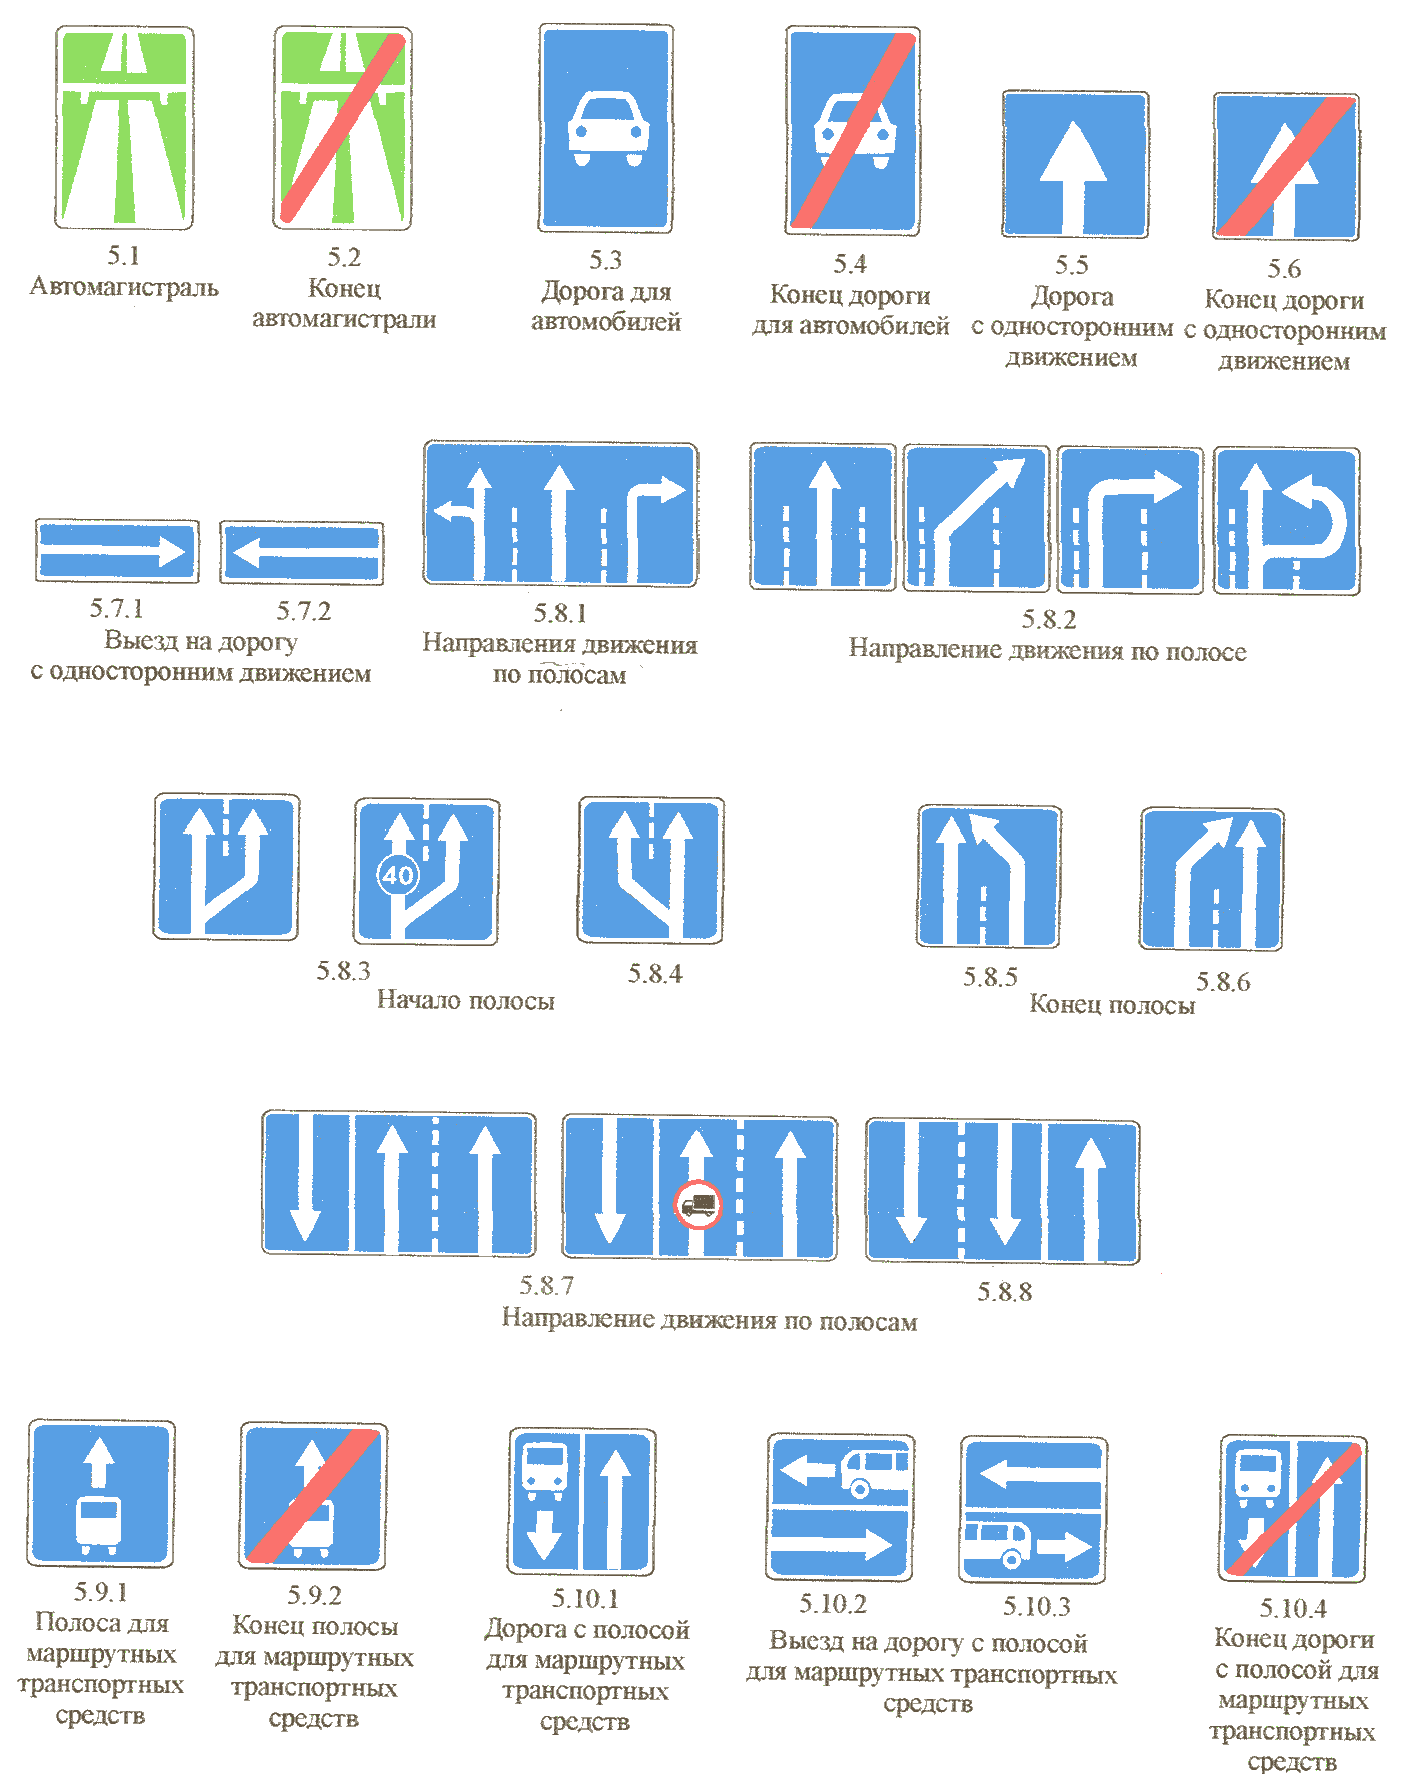 5.1
Автомагистраль
5.2
Конец
автомагистрали
5.3
Дорога для
автомобилей
5.4
Конец дороги
для автомобилей
5.5
Дорога
с односторонним
движением
5.6
Конец дороги
с односторонним
движением
5.7.1
5.7.2
Выезд на дорогу
с односторонним движением
5.8.1
Направления движения
по полосам
5.8.2
Направление движения по полосе
40
5.8.3
5.8.4
Начало полосы
5.8.5
5.8.6
Конец полосы
5.8.7
5.8.8
Направление движения по полосам
5.9.1
Полоса для
маршрутных
транспортных
средств
5.9.2
Конец полосы
для маршрутных
транспортных
средств
5.10.1
Дорога с полосой
для маршрутных
транспортных
средств
5.10.2
5.10.3
Выезд на дорогу с полосой
для маршрутных транспортных
средств
5.10.4
Конец дороги
с полосой для
маршрутных
транспортных
средств